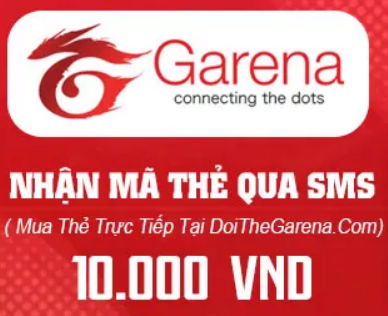 Garena
connecting the dots
NHẬN MÃ THẺ QUA SMS
( Mua Thẻ Trực Tiếp Tại DoiTheGarena.Com)
10.000 VND